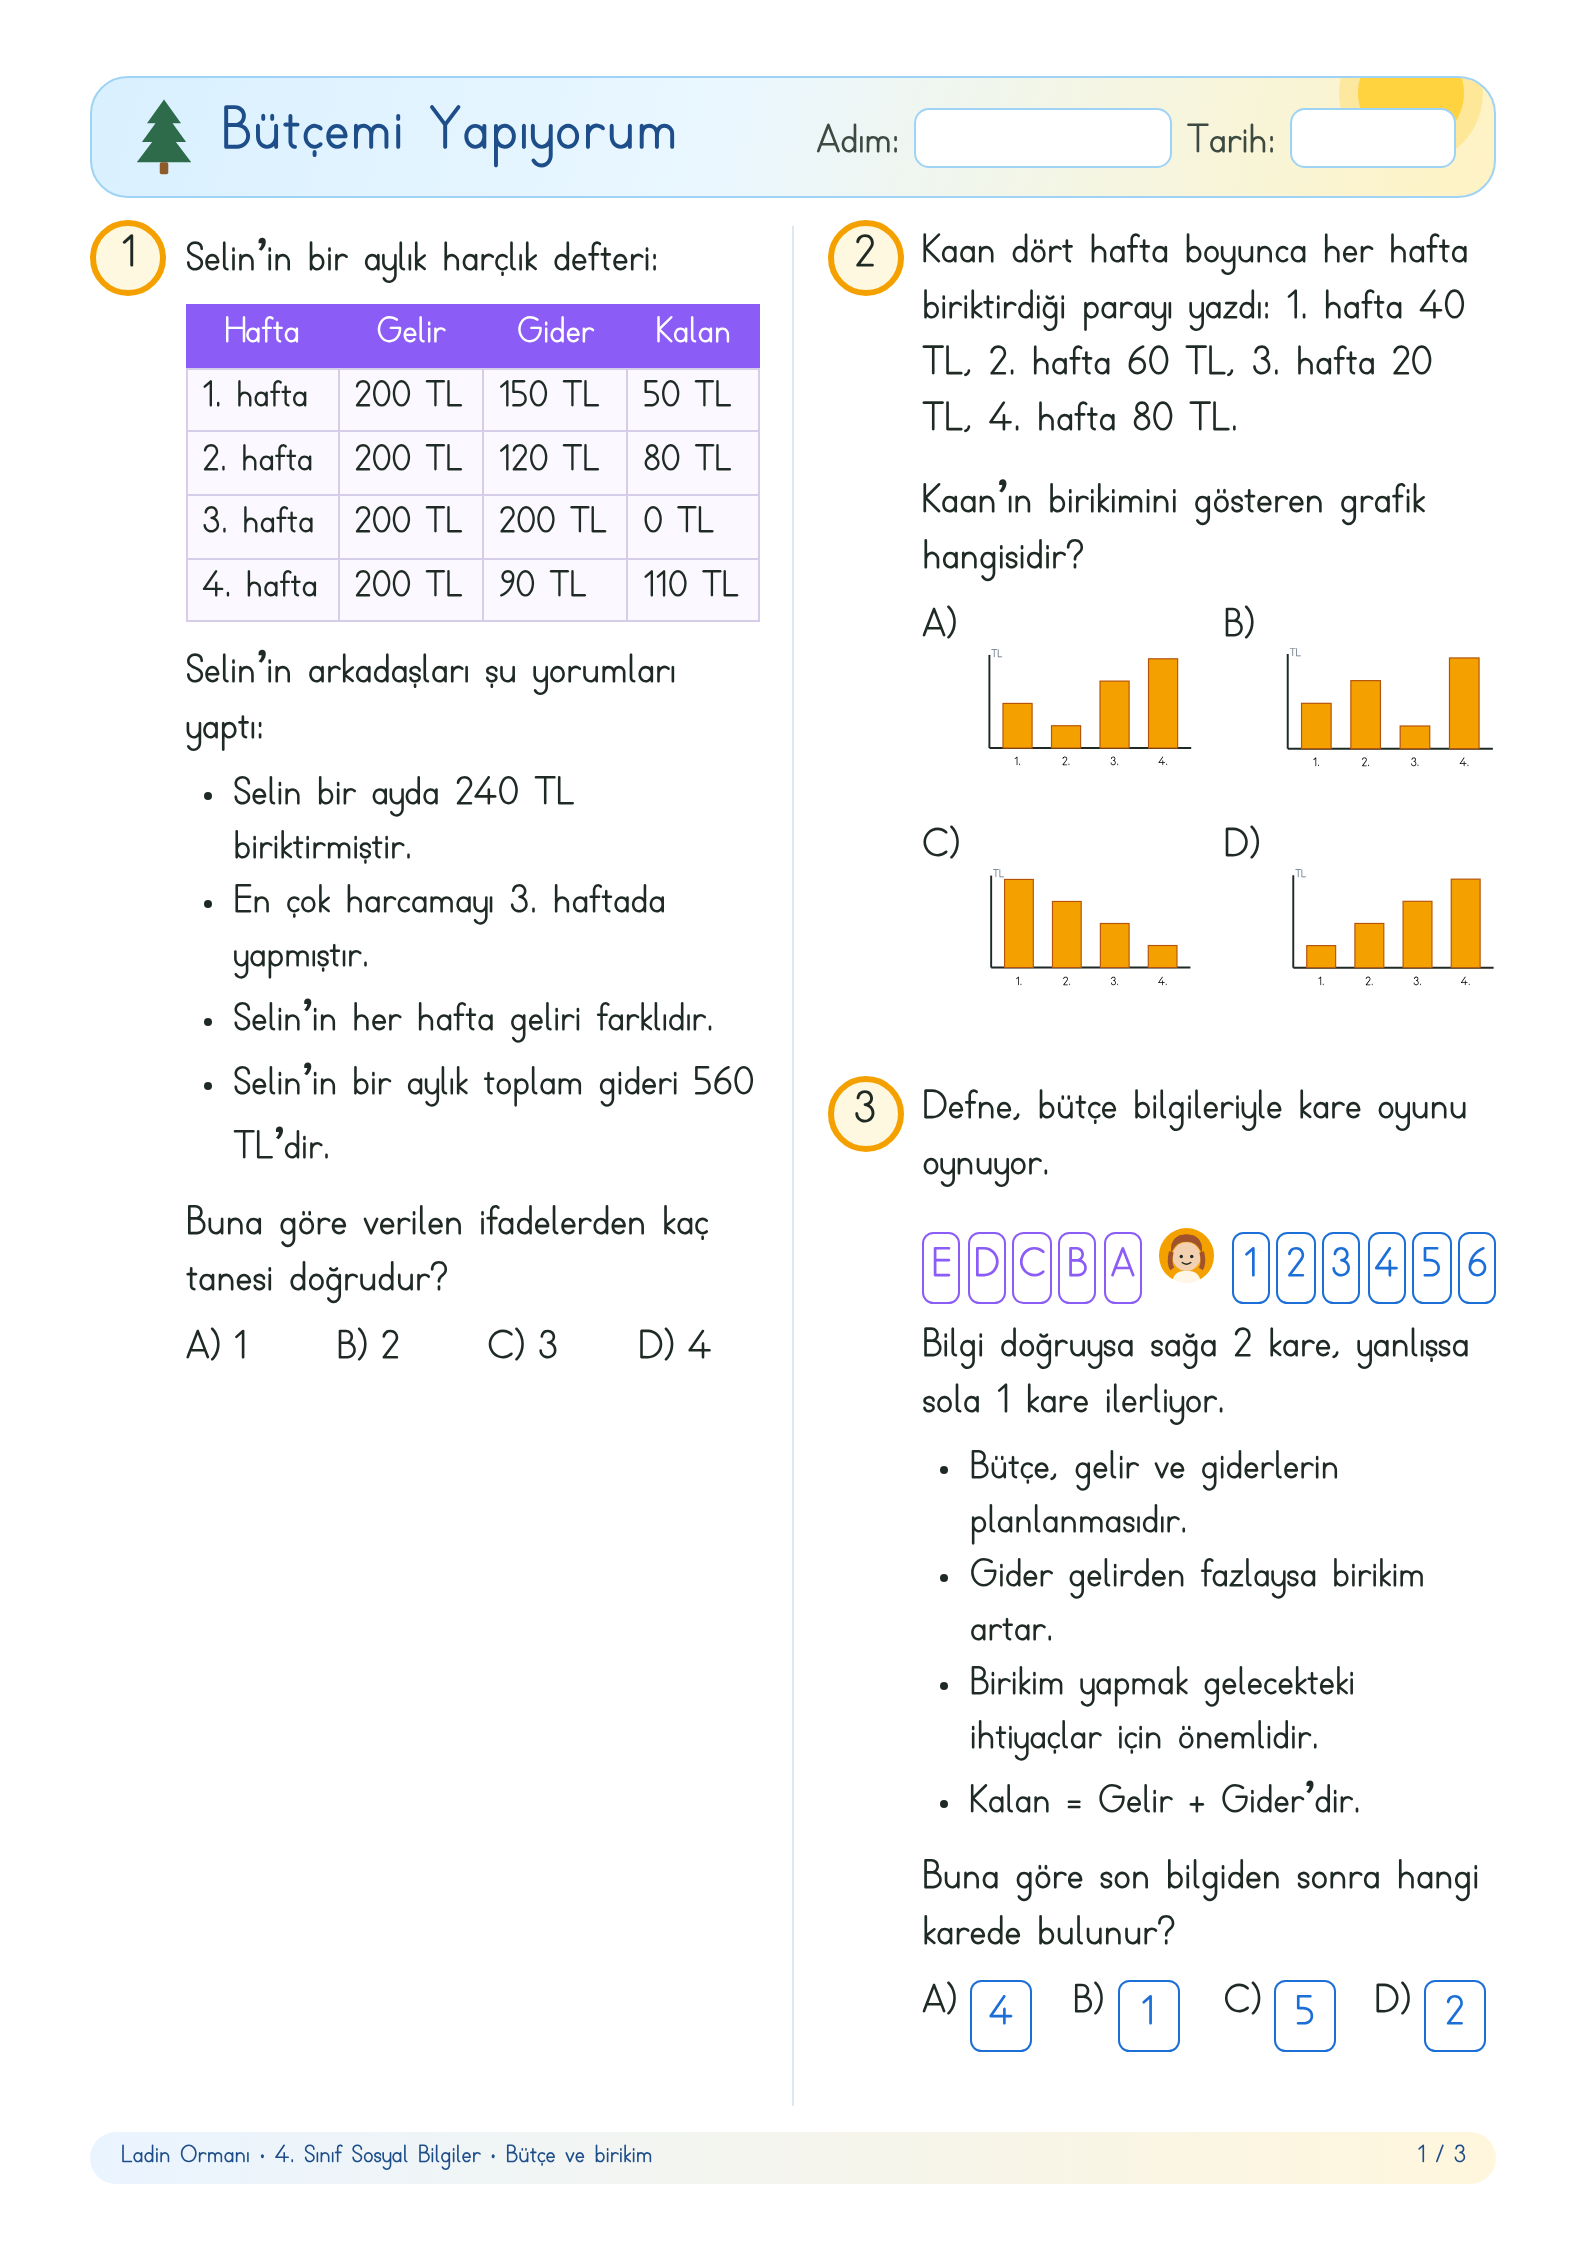 Bütçemi Yapıyorum
Adım:
Tarih:
1
Selin’in bir aylık harçlık defteri:
Hafta Gelir Gider Kalan
1. hafta 200 TL 150 TL 50 TL
2. hafta 200 TL 120 TL 80 TL
3. hafta 200 TL 200 TL 0 TL
4. hafta 200 TL 90 TL 110 TL
Selin’in arkadaşları şu yorumları
yaptı:
• Selin bir ayda 240 TL
biriktirmiştir.
• En çok harcamayı 3. haftada
yapmıştır.
• Selin’in her hafta geliri farklıdır.
• Selin’in bir aylık toplam gideri 560
TL’dir.
Buna göre verilen ifadelerden kaç
tanesi doğrudur?
A) 1 B) 2 C) 3 D) 4
2
Kaan dört hafta boyunca her hafta
biriktirdiği parayı yazdı: 1. hafta 40
TL, 2. hafta 60 TL, 3. hafta 20
TL, 4. hafta 80 TL.
Kaan’ın birikimini gösteren grafik
hangisidir?
A)
TL
1. 2. 3. 4.
B)
TL
1. 2. 3. 4.
C)
TL
1. 2. 3. 4.
D)
TL
1. 2. 3. 4.
3
Defne, bütçe bilgileriyle kare oyunu
oynuyor.
E D C B A 1 2 3 4 5 6
Bilgi doğruysa sağa 2 kare, yanlışsa
sola 1 kare ilerliyor.
• Bütçe, gelir ve giderlerin
planlanmasıdır.
• Gider gelirden fazlaysa birikim
artar.
• Birikim yapmak gelecekteki
ihtiyaçlar için önemlidir.
• Kalan = Gelir + Gider’dir.
Buna göre son bilgiden sonra hangi
karede bulunur?
A) 4 B) 1 C) 5 D) 2
Ladin Ormanı • 4. Sınıf Sosyal Bilgiler • Bütçe ve birikim
1 / 3